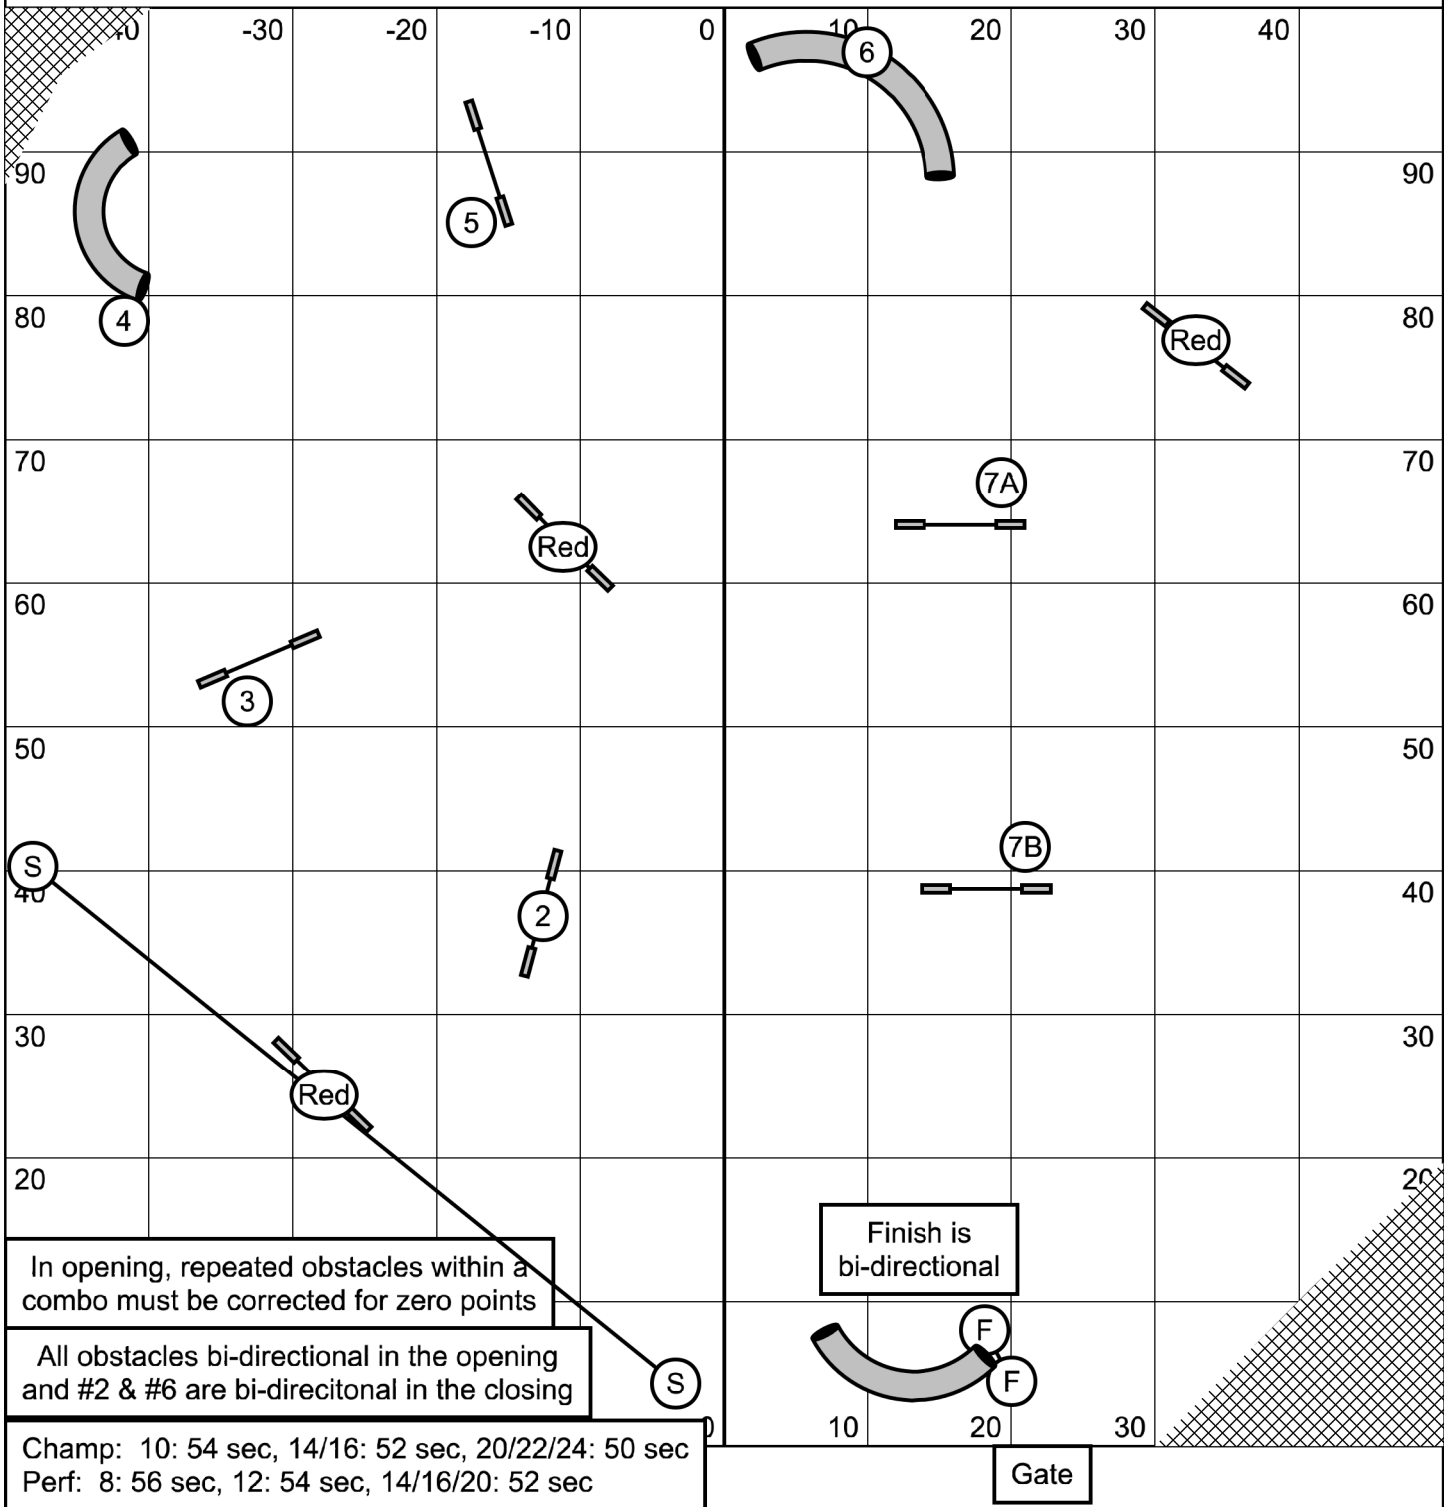 -30 -20 -10 0 10 20 30 40
6
90 90
5
80 80
4
Red
70 70
7A
Red
60 60
3
50 50
7B
S
40 40
2
30 30
Red
20
Finish is
bi-directional
In opening, repeated obstacles within a
combo must be corrected for zero points
F
All obstacles bi-directional in the opening
and #2 & #6 are bi-direcitonal in the closing
S
F
10 20 30
Champ: 10: 54 sec, 14/16: 52 sec, 20/22/24: 50 sec
Perf: 8: 56 sec, 12: 54 sec, 14/16/20: 52 sec
Gate